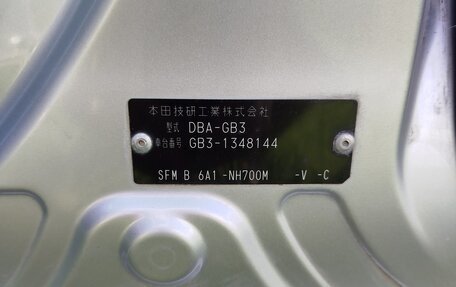 本田技研工業株式会社
型式 DBA-GB3
車台番号 GB3-1348144
SFM B 6A1 -NH700M -V -C